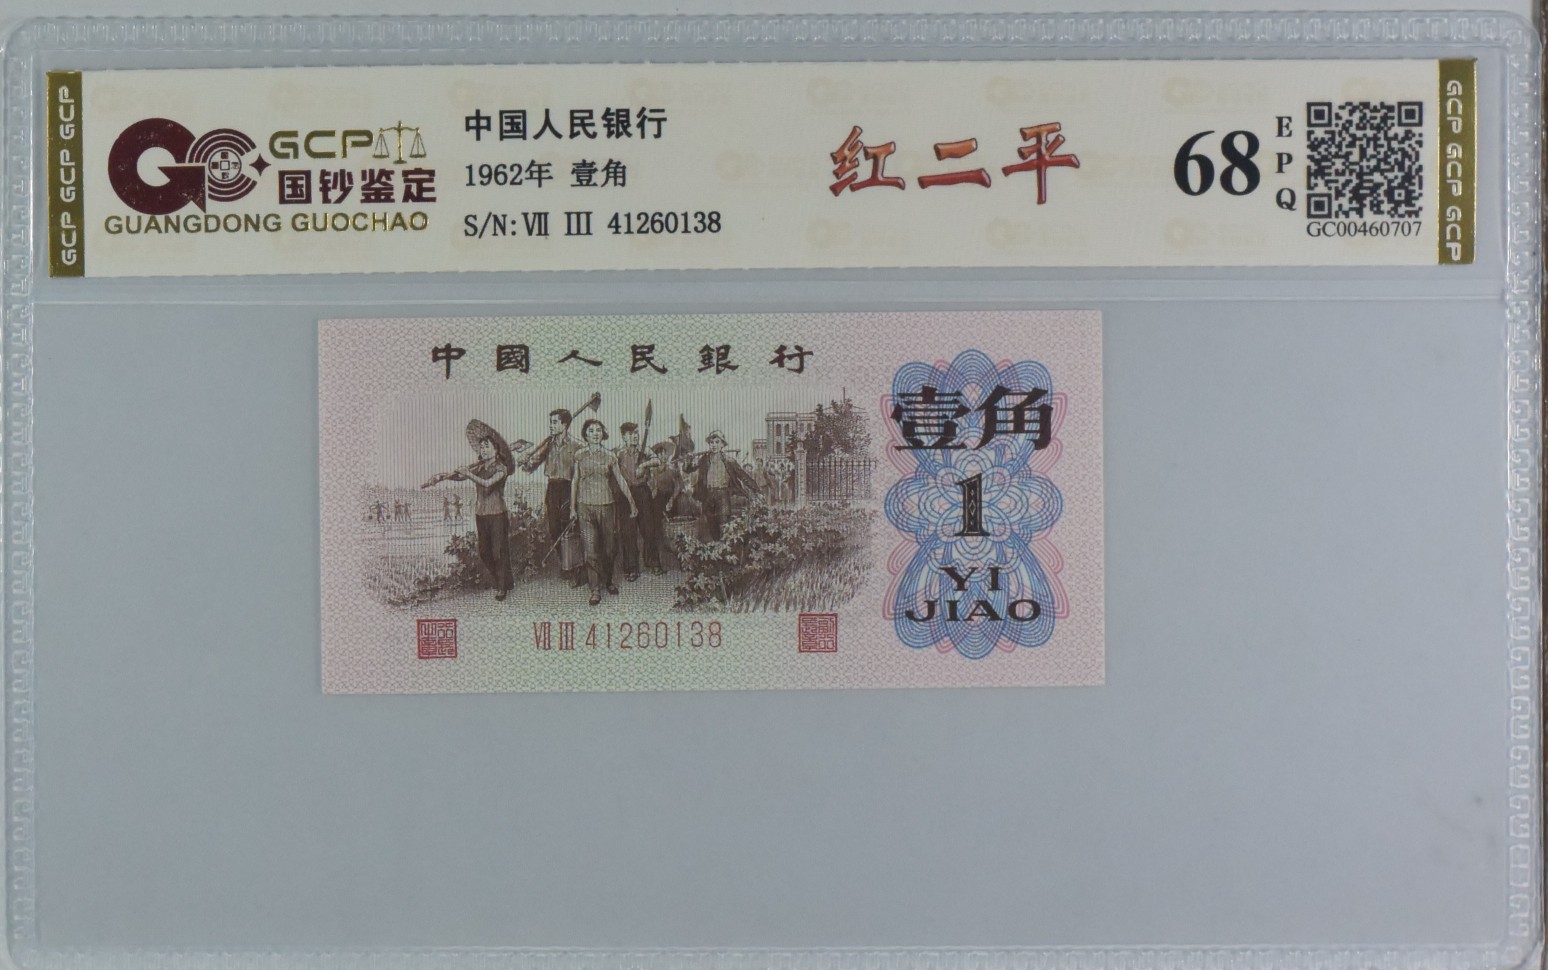 GCP GCP GCP
GCP
国钞鉴定
GUANGDONG GUOCHAO
中国人民银行
1962年 壹角
S/N: Ⅶ Ⅲ 41260138
红二平
68
EPQ
GC00460707
GCP GCP GCP
中國人民銀行
壹角
1
YI
JIAO
Ⅶ Ⅲ 41260138